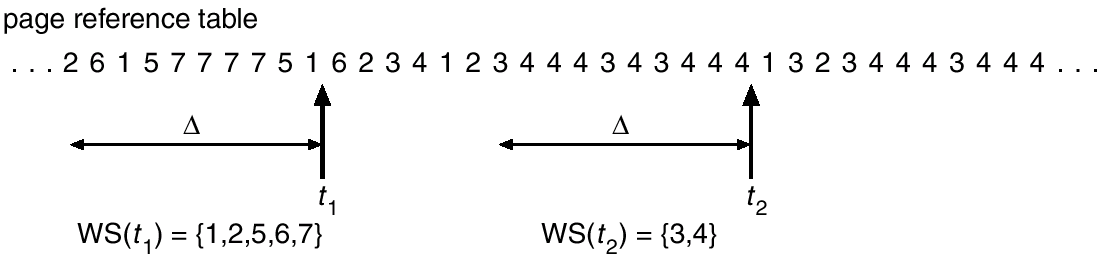 page reference table
. . . 2 6 1 5 7 7 7 7 5 1 6 2 3 4 1 2 3 4 4 4 3 4 3 4 4 4 1 3 2 3 4 4 4 3 4 4 4 . . .
Δ Δ
t₁ t₂
WS(t₁) = {1,2,5,6,7} WS(t₂) = {3,4}